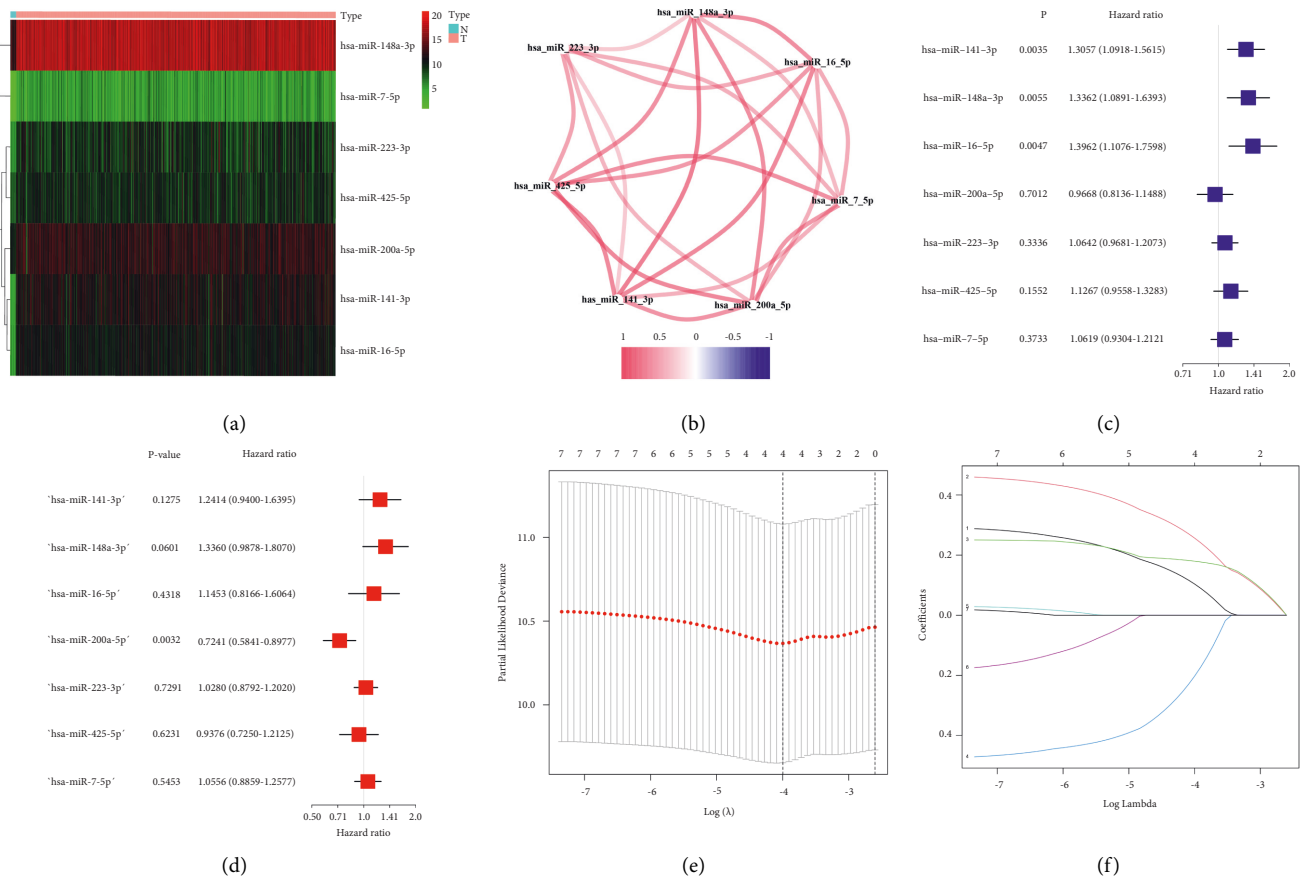 Type
hsa-miR-148a-3p
hsa-miR-7-5p
hsa-miR-223-3p
hsa-miR-425-5p
hsa-miR-200a-5p
hsa-miR-141-3p
hsa-miR-16-5p
20
15
10
5
Type
N
T
(a)
hsa_miR_148a_3p
hsa_miR_223_3p
hsa_miR_16_5p
hsa_miR_425_5p
hsa_miR_7_5p
has_miR_141_3p
hsa_miR_200a_5p
1 0.5 0 -0.5 -1
(b)
P Hazard ratio
hsa−miR−141−3p 0.0035 1.3057 (1.0918-1.5615)
hsa−miR−148a−3p 0.0055 1.3362 (1.0891-1.6393)
hsa−miR−16−5p 0.0047 1.3962 (1.1076-1.7598)
hsa−miR−200a−5p 0.7012 0.9668 (0.8136-1.1488)
hsa−miR−223−3p 0.3336 1.0642 (0.9681-1.2073)
hsa−miR−425−5p 0.1552 1.1267 (0.9558-1.3283)
hsa−miR−7−5p 0.3733 1.0619 (0.9304-1.2121
0.71 1.0 1.41 2.0
Hazard ratio
(c)
P-value Hazard ratio
`hsa-miR-141-3p´ 0.1275 1.2414 (0.9400-1.6395)
`hsa-miR-148a-3p´ 0.0601 1.3360 (0.9878-1.8070)
`hsa-miR-16-5p´ 0.4318 1.1453 (0.8166-1.6064)
`hsa-miR-200a-5p´ 0.0032 0.7241 (0.5841-0.8977)
`hsa-miR-223-3p´ 0.7291 1.0280 (0.8792-1.2020)
`hsa-miR-425-5p´ 0.6231 0.9376 (0.7250-1.2125)
`hsa-miR-7-5p´ 0.5453 1.0556 (0.8859-1.2577)
0.50 0.71 1.0 1.41 2.0
Hazard ratio
(d)
7 7 7 7 7 6 6 6 5 5 4 4 4 3 2 2 0
Partial Likelihood Deviance
11.0
10.5
10.0
-7 -6 -5 -4 -3
Log (λ)
(e)
7 7 5 4 2
Coefficients
0.4
0.2
0.0
0.2
0.4
2
1
3
7
6
4
-7 -6 -5 -4 -3
Log Lambda
(f)